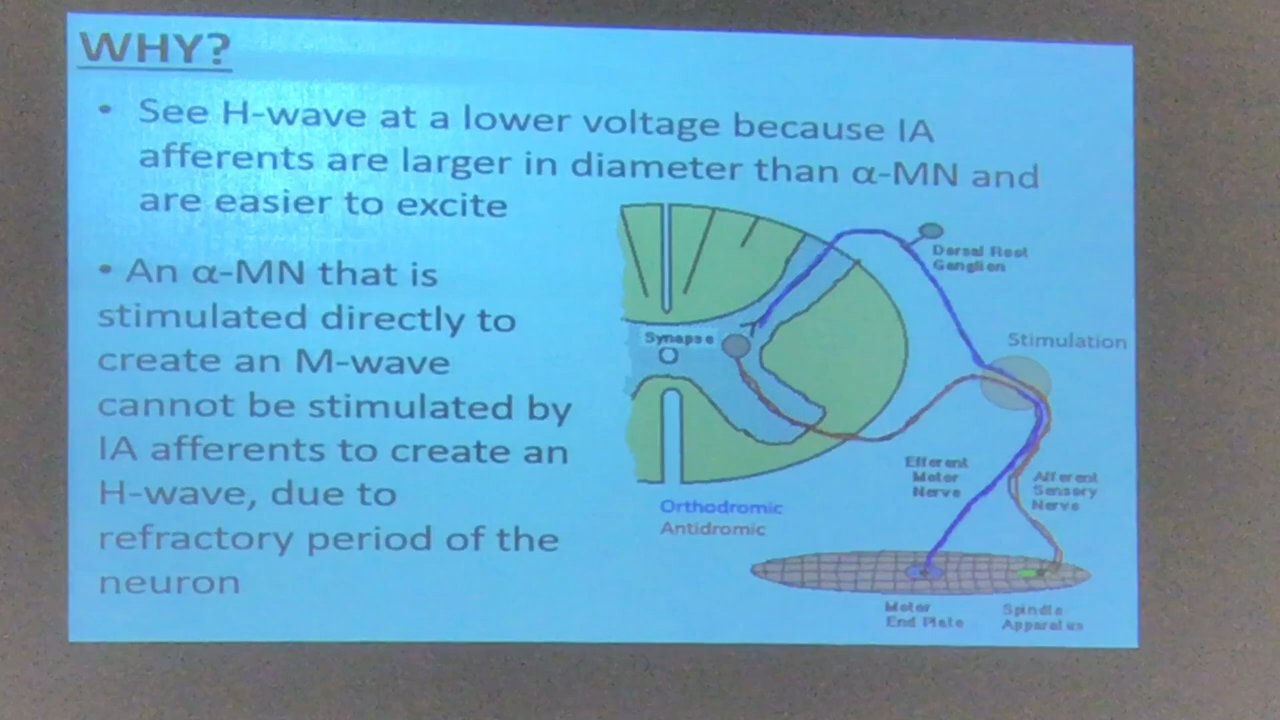 WHY?
• See H-wave at a lower voltage because IA
afferents are larger in diameter than α-MN and
are easier to excite
• An α-MN that is
stimulated directly to
create an M-wave
cannot be stimulated by
IA afferents to create an
H-wave, due to
refractory period of the
neuron
Dorsal Root
Ganglion
Synapse
Stimulation
Efferent
Motor
Nerve
Afferent
Sensory
Nerve
Orthodromic
Antidromic
Motor
End Plate
Spindle
Apparatus